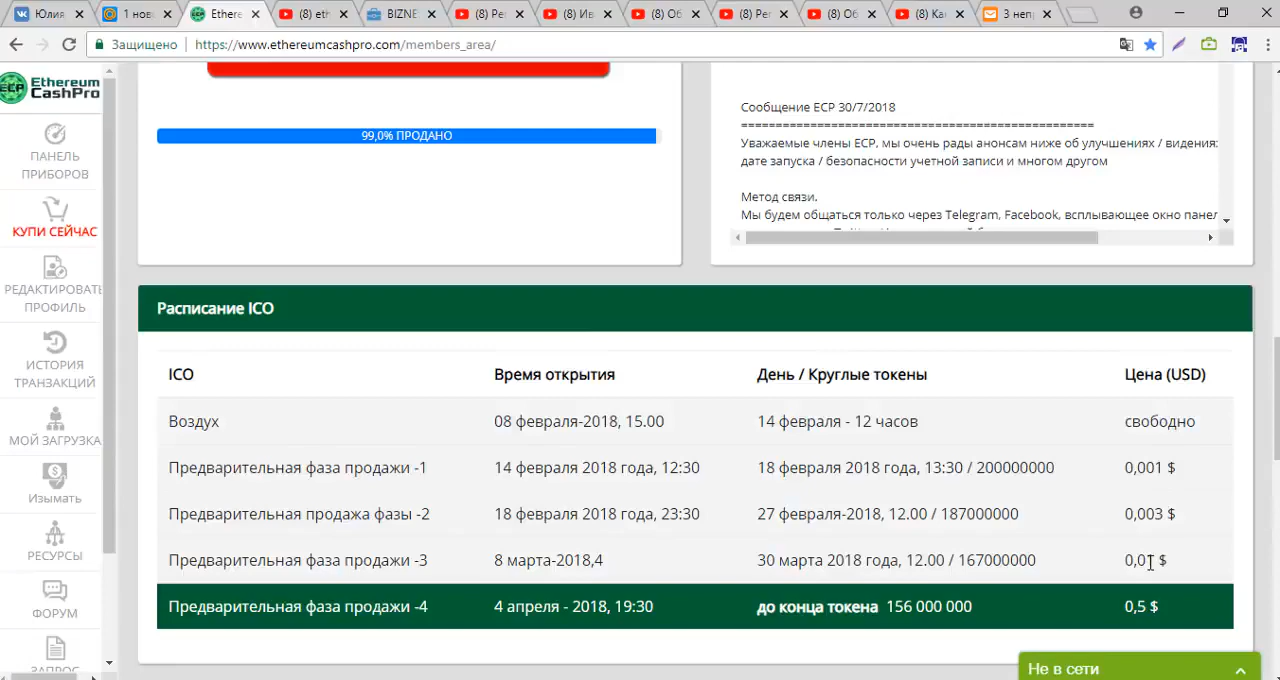 Юлия
1 нові
Ethere
(8) eth
BIZNE
(8) Рег
(8) Ив
(8) Об
(8) Рег
(8) Об
(8) Как
3 неп
Защищено
https://www.ethereumcashpro.com/members_area/
ECP
Ethereum
CashPro
ПАНЕЛЬ
ПРИБОРОВ
КУПИ СЕЙЧАС
РЕДАКТИРОВАТЬ
ПРОФИЛЬ
ИСТОРИЯ
ТРАНЗАКЦИЙ
МОЙ ЗАГРУЗКА
Изымать
РЕСУРСЫ
ФОРУМ
ЗАПРОС
99,0% ПРОДАНО
Сообщение ECP 30/7/2018
==================================================
Уважаемые члены ECP, мы очень рады анонсам ниже об улучшениях / видения:
дате запуска / безопасности учетной записи и многом другом
Метод связи.
Мы будем общаться только через Telegram, Facebook, всплывающее окно панел
Расписание ICO
ICO Время открытия День / Круглые токены Цена (USD)
Воздух 08 февраля-2018, 15.00 14 февраля - 12 часов свободно
Предварительная фаза продажи -1 14 февраля 2018 года, 12:30 18 февраля 2018 года, 13:30 / 200000000 0,001 $
Предварительная продажа фазы -2 18 февраля 2018 года, 23:30 27 февраля-2018, 12.00 / 187000000 0,003 $
Предварительная фаза продажи -3 8 марта-2018,4 30 марта 2018 года, 12.00 / 167000000 0,01 $
Предварительная фаза продажи -4 4 апреля - 2018, 19:30 до конца токена 156 000 000 0,5 $
Не в сети